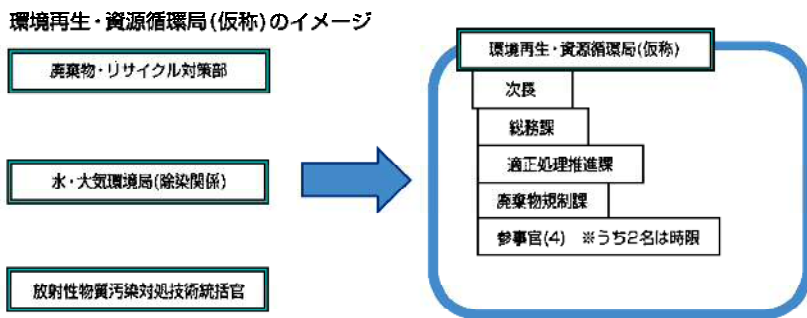 環境再生・資源循環局(仮称)のイメージ
廃棄物・リサイクル対策部
水・大気環境局(除染関係)
放射性物質汚染対処技術統括官
環境再生・資源循環局(仮称)
次長
総務課
適正処理推進課
廃棄物規制課
参事官(4) ※うち2名は時限